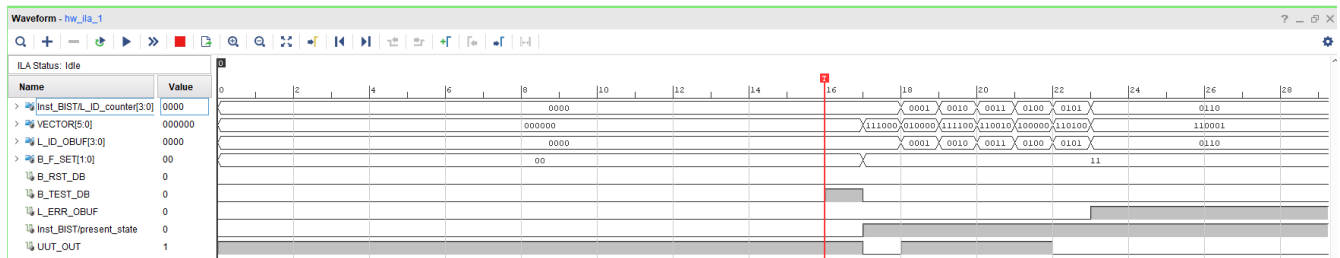 Waveform - hw_ila_1
ILA Status: Idle
0
T
Name Value
0 2 4 6 8 10 12 14 16 18 20 22 24 26 28
Inst_BIST/L_ID_counter[3:0] 0000 0000 0001 0010 0011 0100 0101 0110
VECTOR[5:0] 000000 000000 111000 010000 111100 110010 100000 110100 110001
L_ID_OBUF[3:0] 0000 0000 0001 0010 0011 0100 0101 0110
B_F_SET[1:0] 00 00 11
B_RST_DB 0
B_TEST_DB 0
L_ERR_OBUF 0
Inst_BIST/present_state 0
UUT_OUT 1